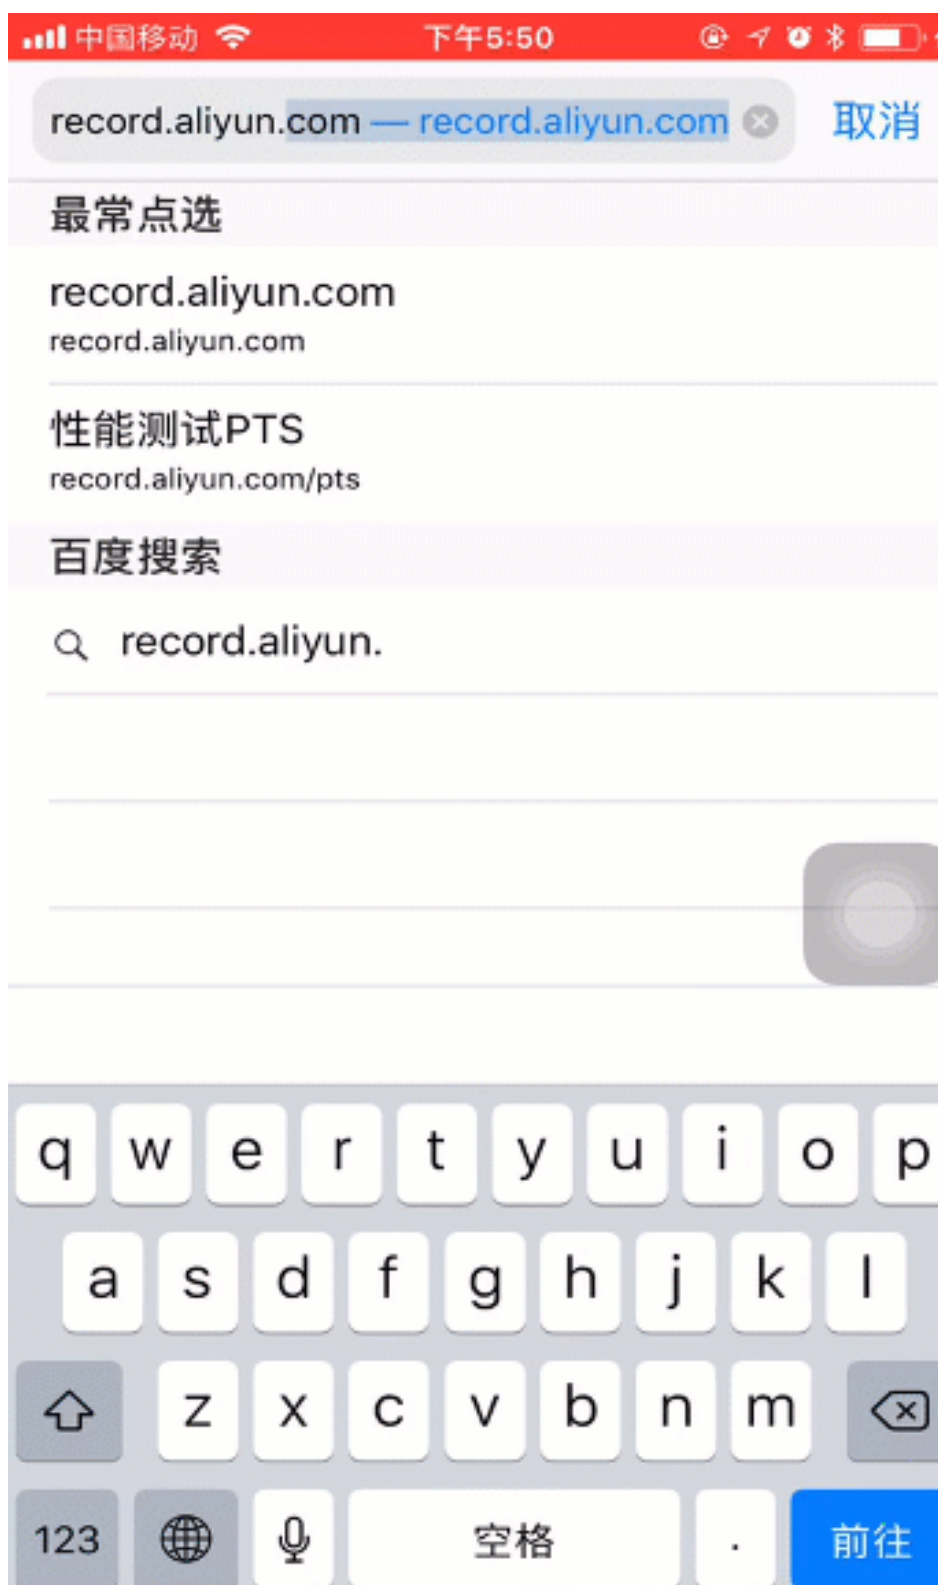 中国移动 下午5:50
record.aliyun.com — record.aliyun.com 取消
最常点选
record.aliyun.com
record.aliyun.com
性能测试PTS
record.aliyun.com/pts
百度搜索
record.aliyun.
q w e r t y u i o p
a s d f g h j k l
z x c v b n m
123 空格 . 前往